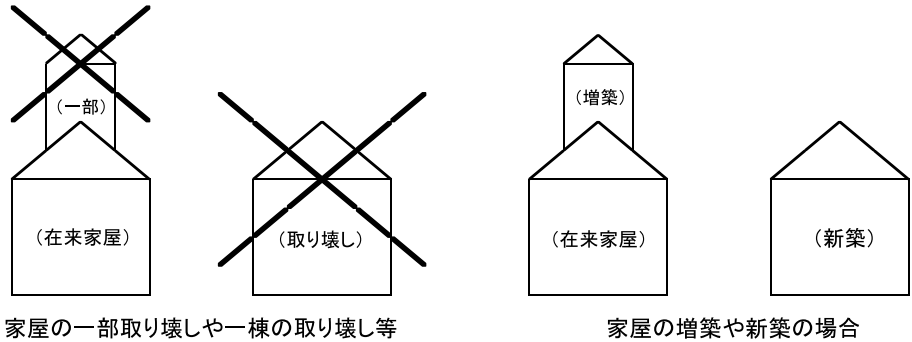 （一部）
（在来家屋）
（取り壊し）
家屋の一部取り壊しや一棟の取り壊し等
（増築）
（在来家屋）
（新築）
家屋の増築や新築の場合